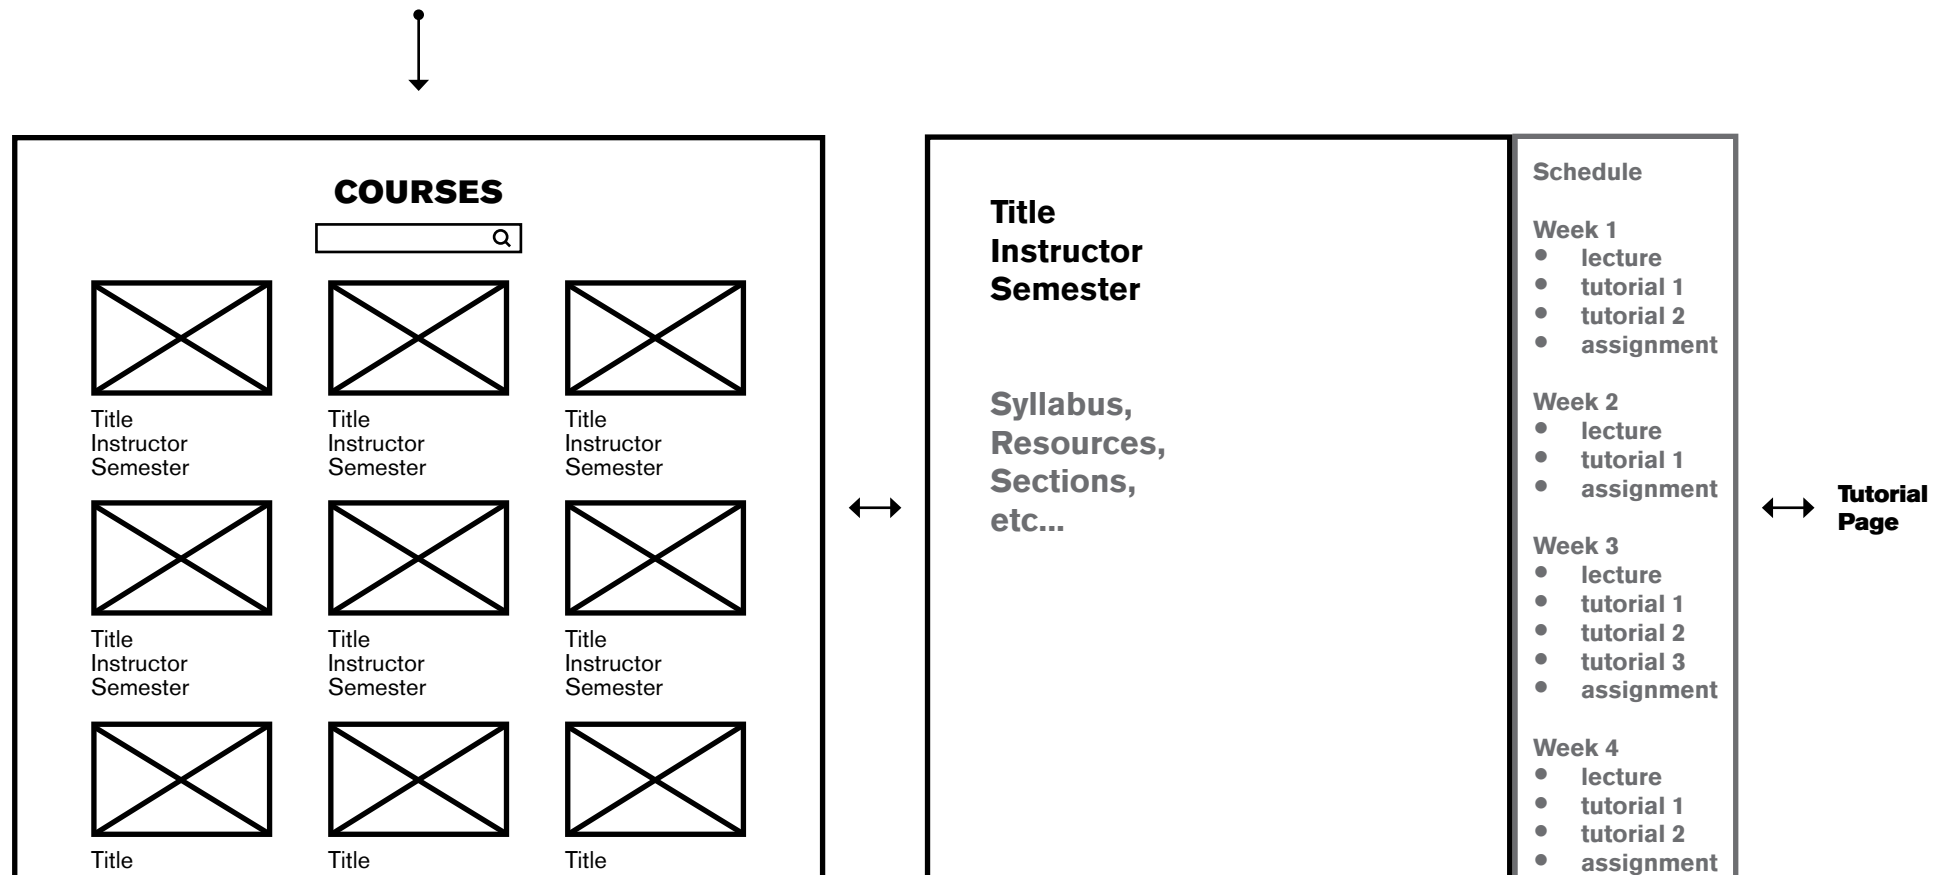 COURSES
Title
Instructor
Semester
Title
Instructor
Semester
Title
Instructor
Semester
Title
Instructor
Semester
Title
Instructor
Semester
Title
Instructor
Semester
Title
Title
Title
Title
Instructor
Semester
Syllabus,
Resources,
Sections,
etc...
Schedule
Week 1
• lecture
• tutorial 1
• tutorial 2
• assignment
Week 2
• lecture
• tutorial 1
• assignment
Week 3
• lecture
• tutorial 1
• tutorial 2
• tutorial 3
• assignment
Week 4
• lecture
• tutorial 1
• tutorial 2
• assignment
Tutorial
Page